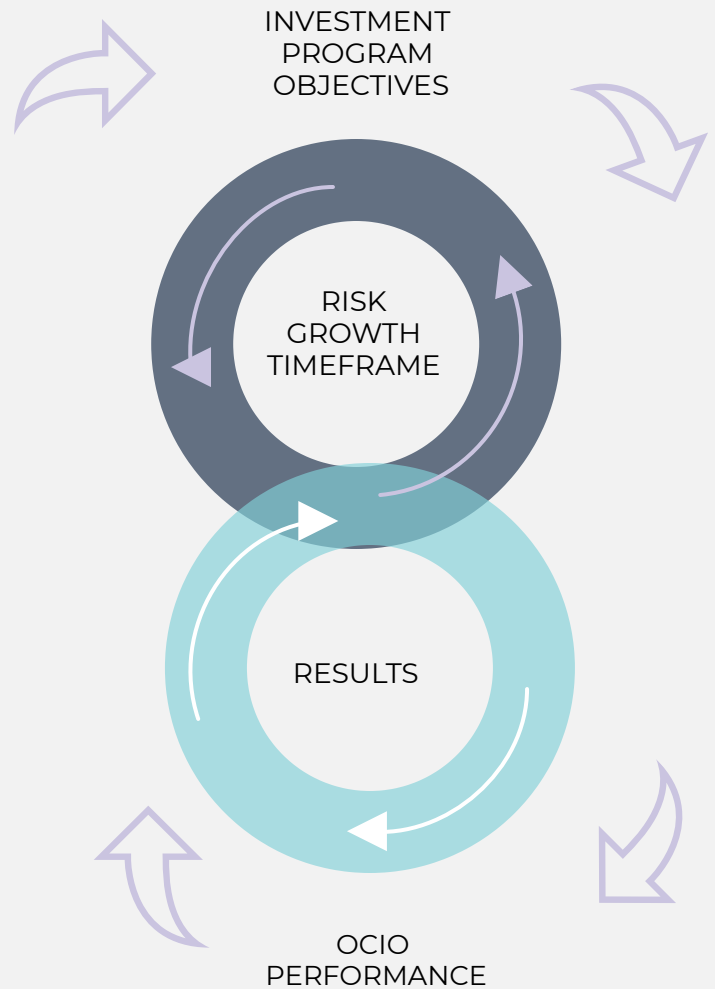 INVESTMENT
PROGRAM
OBJECTIVES
RISK
GROWTH
TIMEFRAME
RESULTS
OCIO
PERFORMANCE